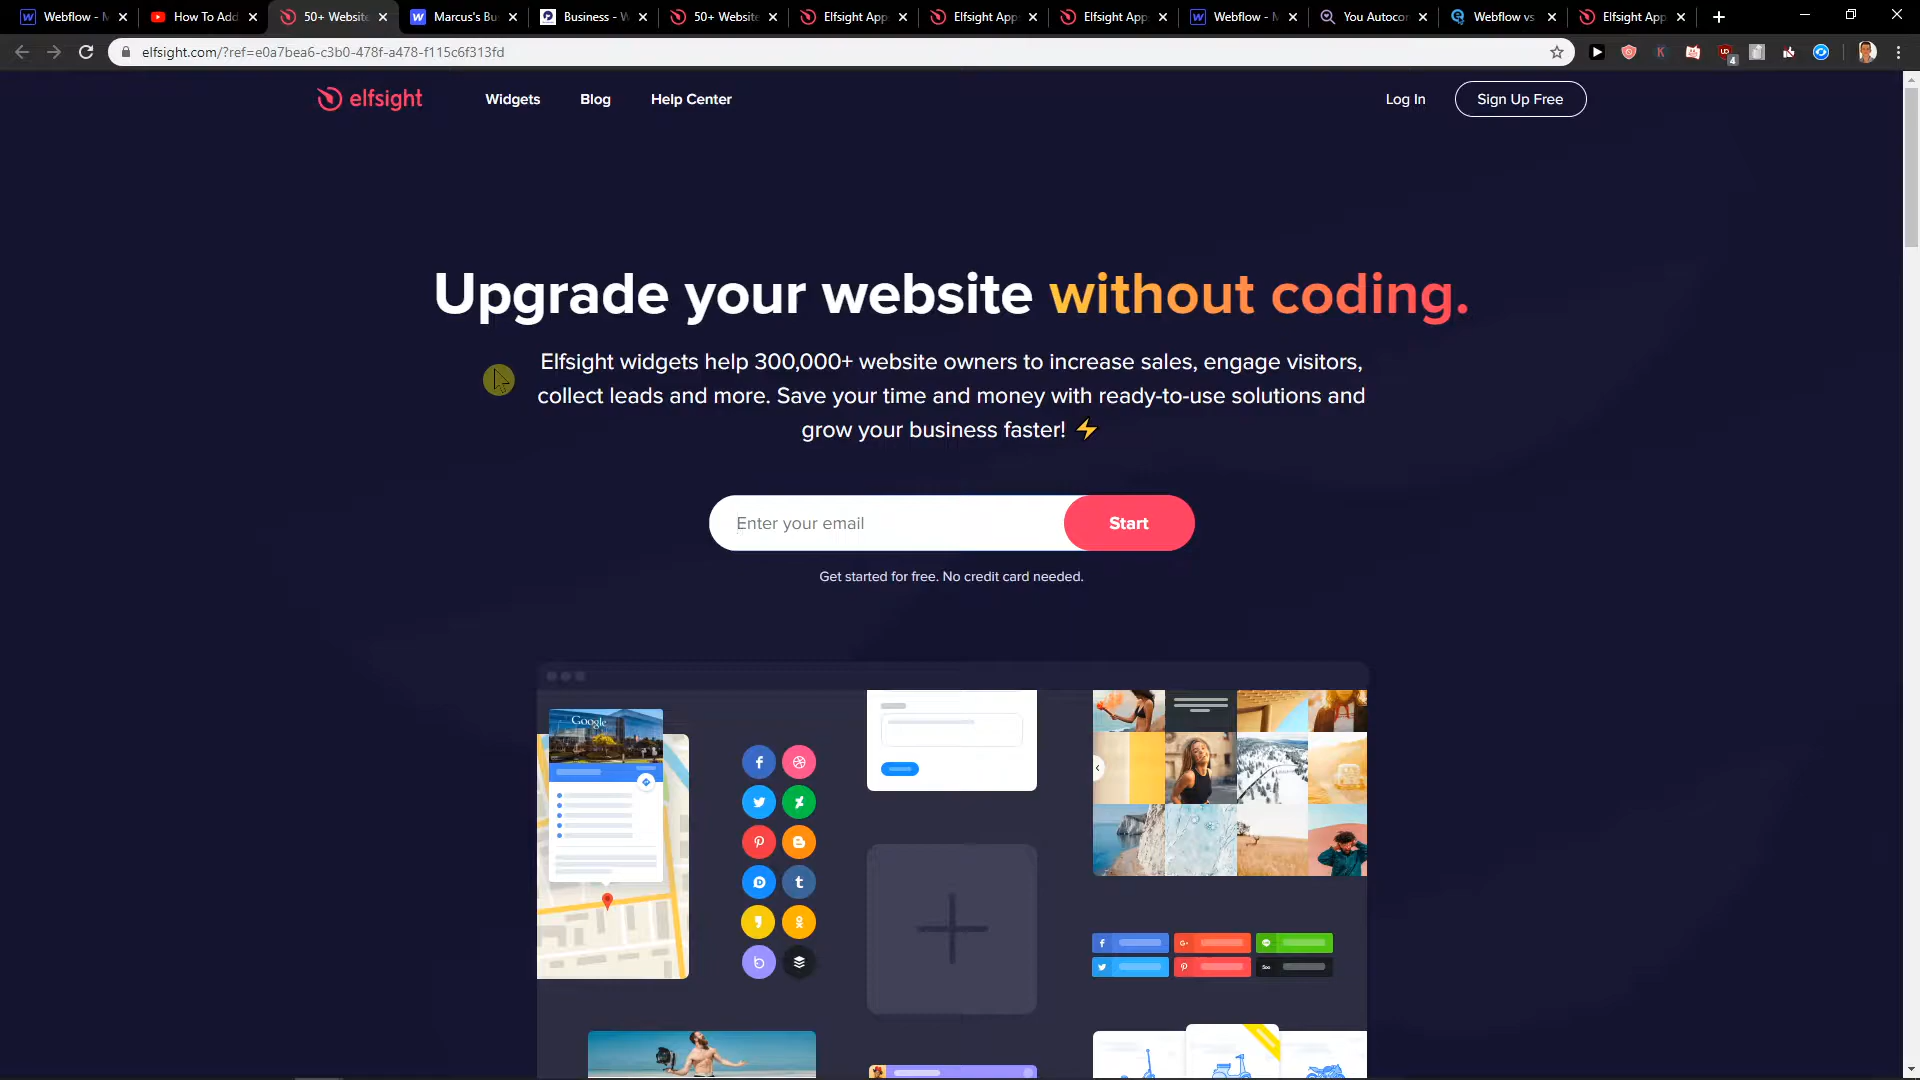 Webflow - M
How To Add
50+ Website
Marcus's Bu
Business - W
50+ Website
Elfsight App
Elfsight App
Elfsight App
Webflow - M
You Autocor
Webflow vs
Elfsight App
elfsight.com/?ref=e0a7bea6-c3b0-478f-a478-f115c6f313fd
4
elfsight
Widgets
Blog
Help Center
Log In
Sign Up Free
Upgrade your website without coding.
Elfsight widgets help 300,000+ website owners to increase sales, engage visitors,
collect leads and more. Save your time and money with ready-to-use solutions and
grow your business faster! ⚡
Enter your email
Start
Get started for free. No credit card needed.
Google